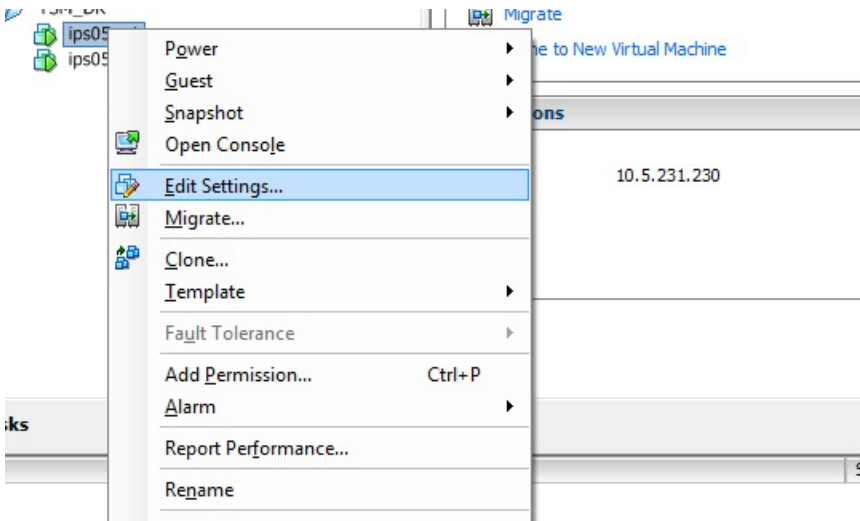 TSM_DR
ips05
ips05
Migrate
ne to New Virtual Machine
Power
Guest
Snapshot
Open Console
Edit Settings...
Migrate...
Clone...
Template
Fault Tolerance
Add Permission... Ctrl+P
Alarm
Report Performance...
Rename
ons
10.5.231.230
sks